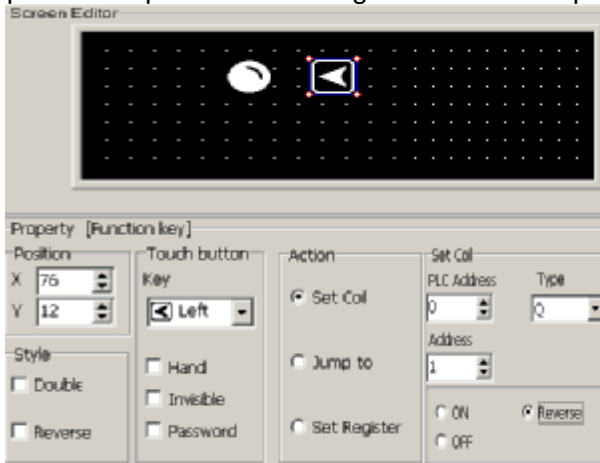 Screen Editor
Property [Function key]
Position
X 76
Y 12
Style
Double
Reverse
Touch button
Key
Left
Hand
Invisible
Password
Action
Set Coil
Jump to
Set Register
Set Coil
PLC Address Type
0 Q
Address
1
ON Reverse
OFF